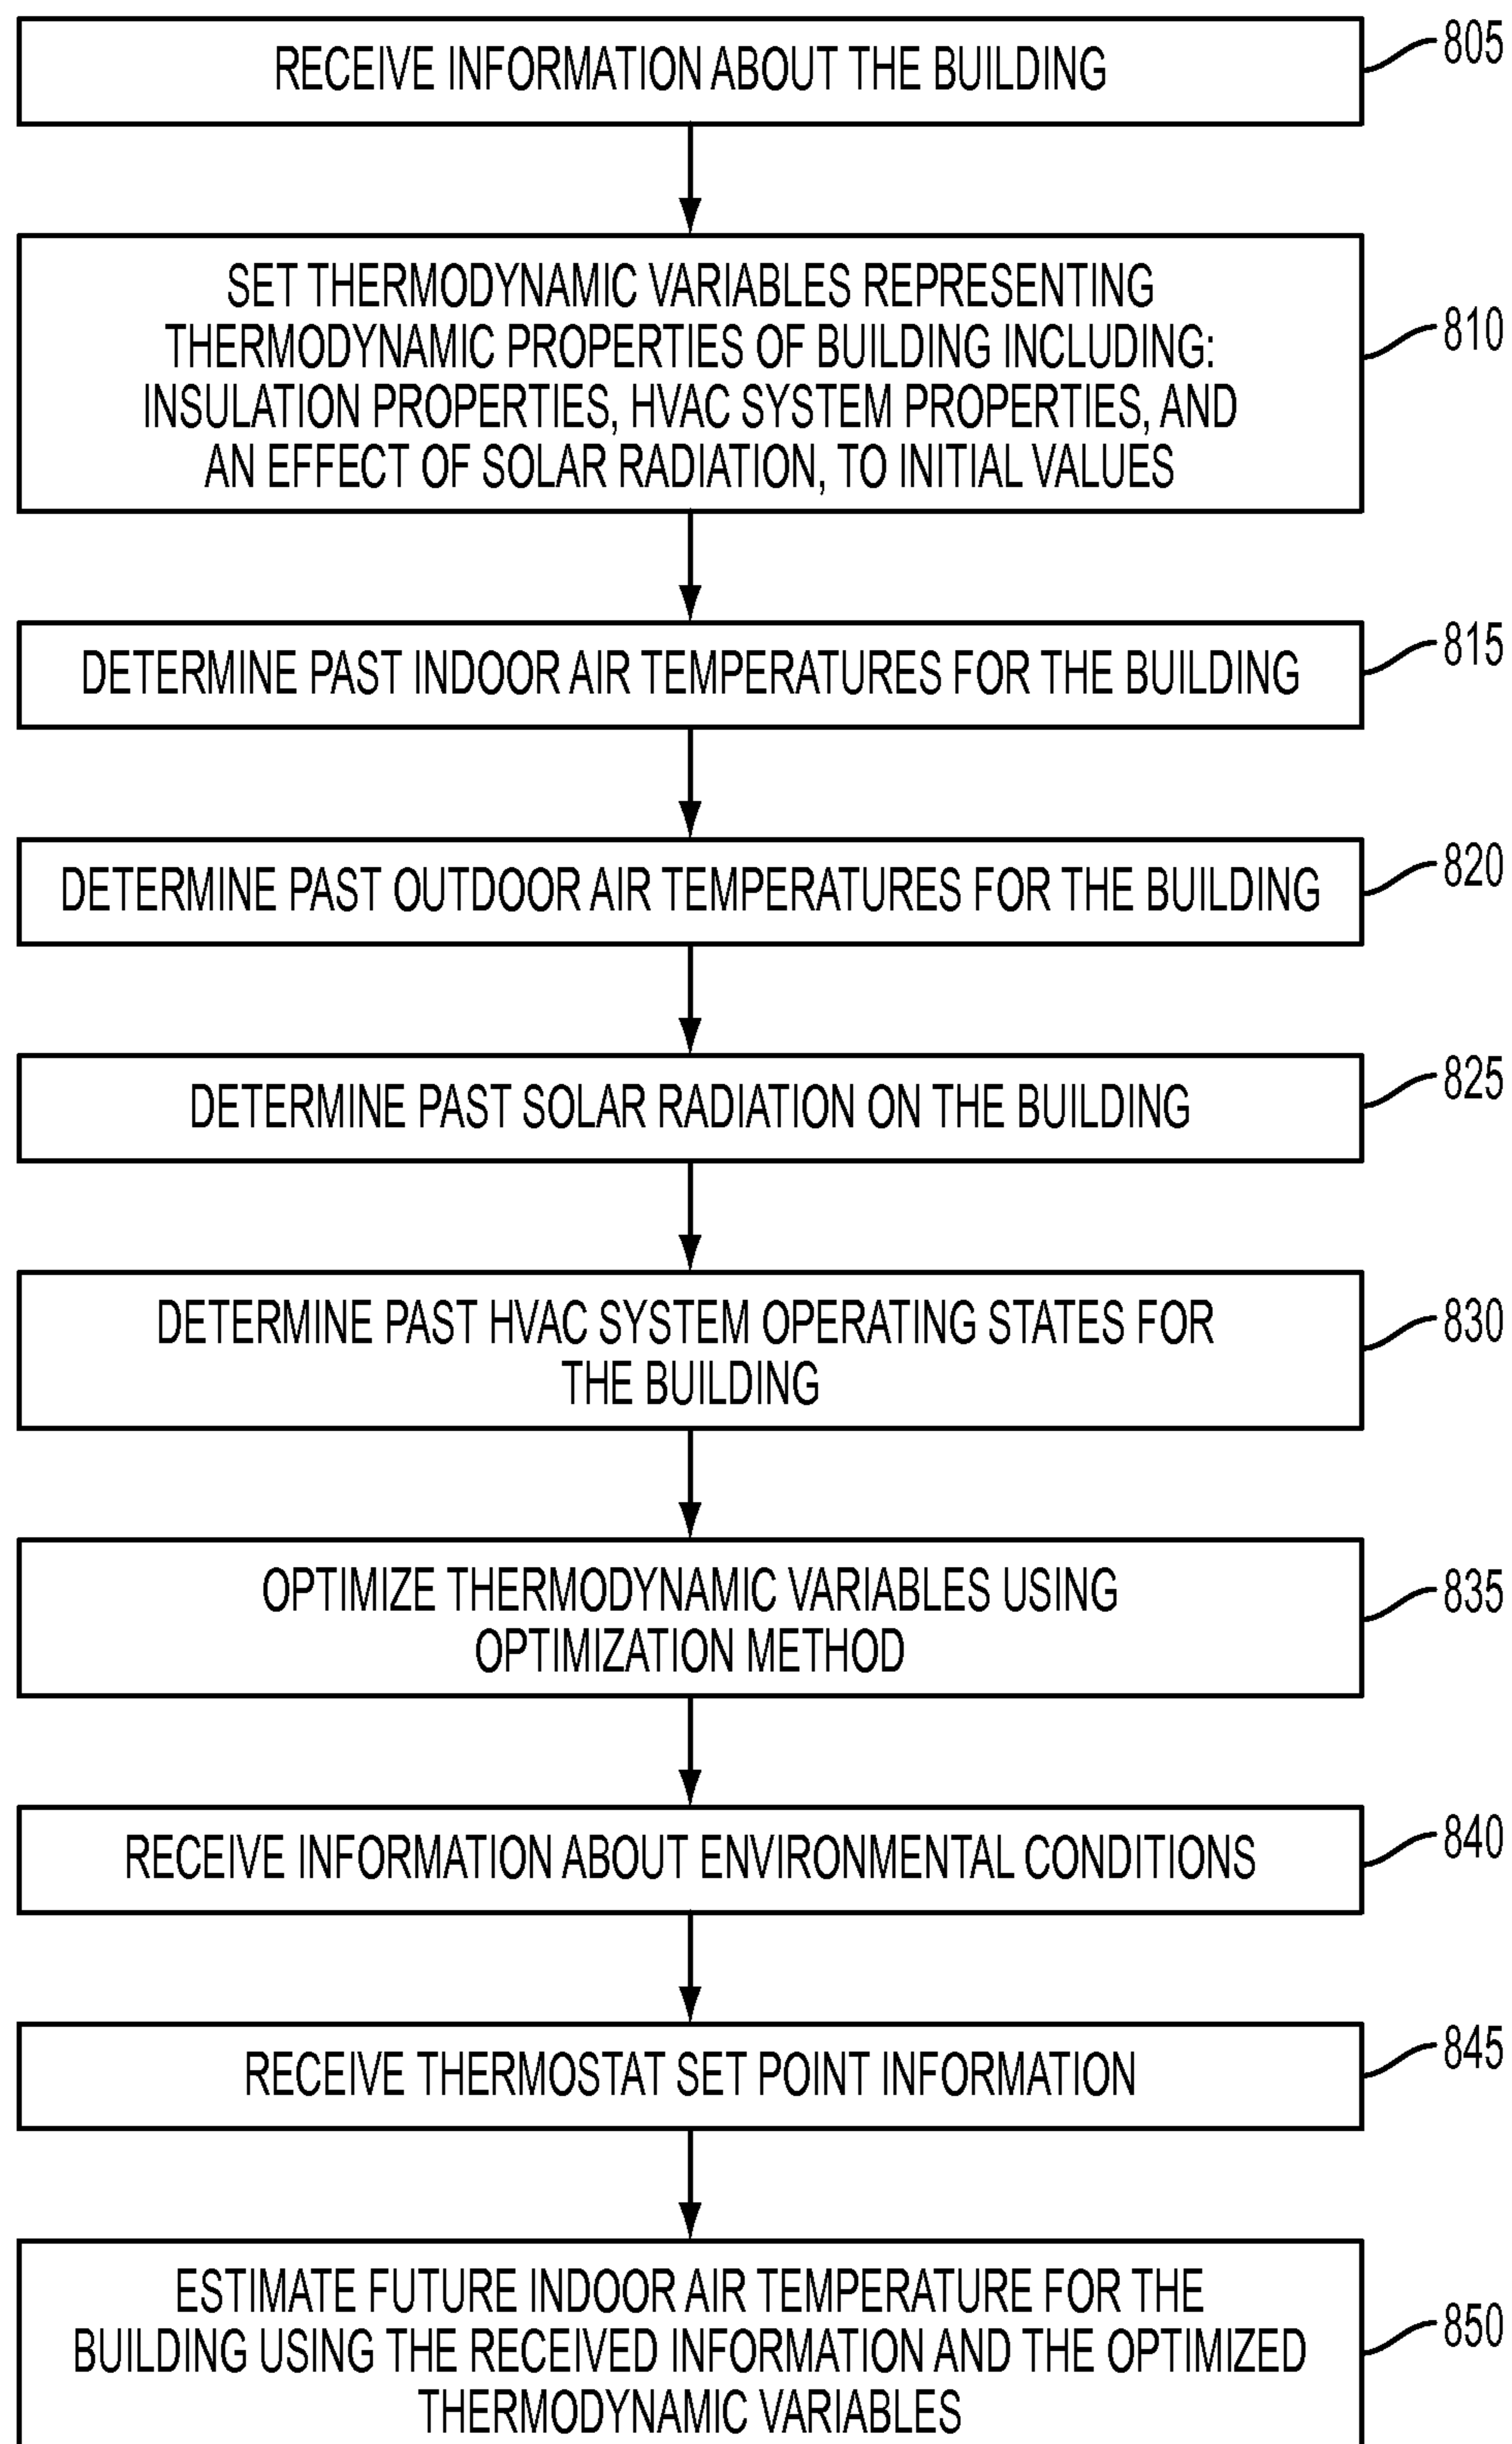 RECEIVE INFORMATION ABOUT THE BUILDING
805
SET THERMODYNAMIC VARIABLES REPRESENTING
THERMODYNAMIC PROPERTIES OF BUILDING INCLUDING:
INSULATION PROPERTIES, HVAC SYSTEM PROPERTIES, AND
AN EFFECT OF SOLAR RADIATION, TO INITIAL VALUES
810
DETERMINE PAST INDOOR AIR TEMPERATURES FOR THE BUILDING
815
DETERMINE PAST OUTDOOR AIR TEMPERATURES FOR THE BUILDING
820
DETERMINE PAST SOLAR RADIATION ON THE BUILDING
825
DETERMINE PAST HVAC SYSTEM OPERATING STATES FOR
THE BUILDING
830
OPTIMIZE THERMODYNAMIC VARIABLES USING
OPTIMIZATION METHOD
835
RECEIVE INFORMATION ABOUT ENVIRONMENTAL CONDITIONS
840
RECEIVE THERMOSTAT SET POINT INFORMATION
845
ESTIMATE FUTURE INDOOR AIR TEMPERATURE FOR THE
BUILDING USING THE RECEIVED INFORMATION AND THE OPTIMIZED
THERMODYNAMIC VARIABLES
850